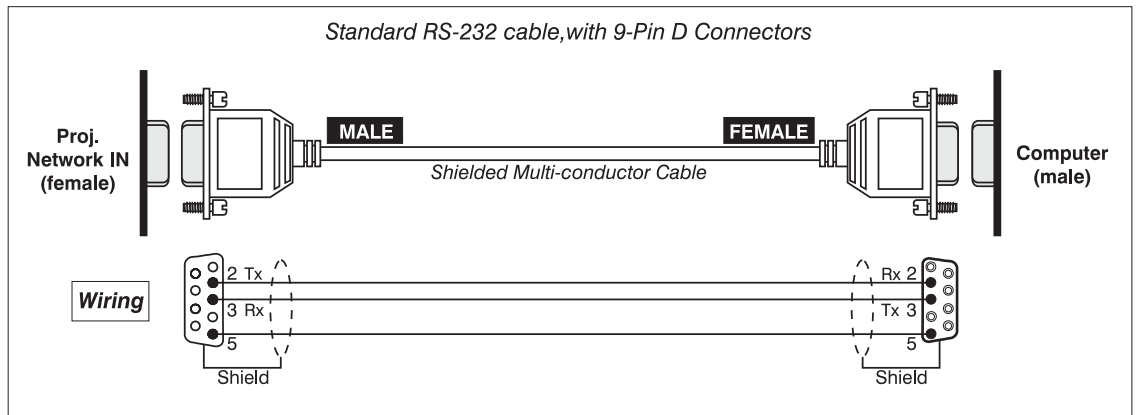 Standard RS-232 cable,with 9-Pin D Connectors
Proj.
Network IN
(female)
MALE
FEMALE
Shielded Multi-conductor Cable
Computer
(male)
Wiring
2 Tx
3 Rx
5
Shield
Rx 2
Tx 3
5
Shield